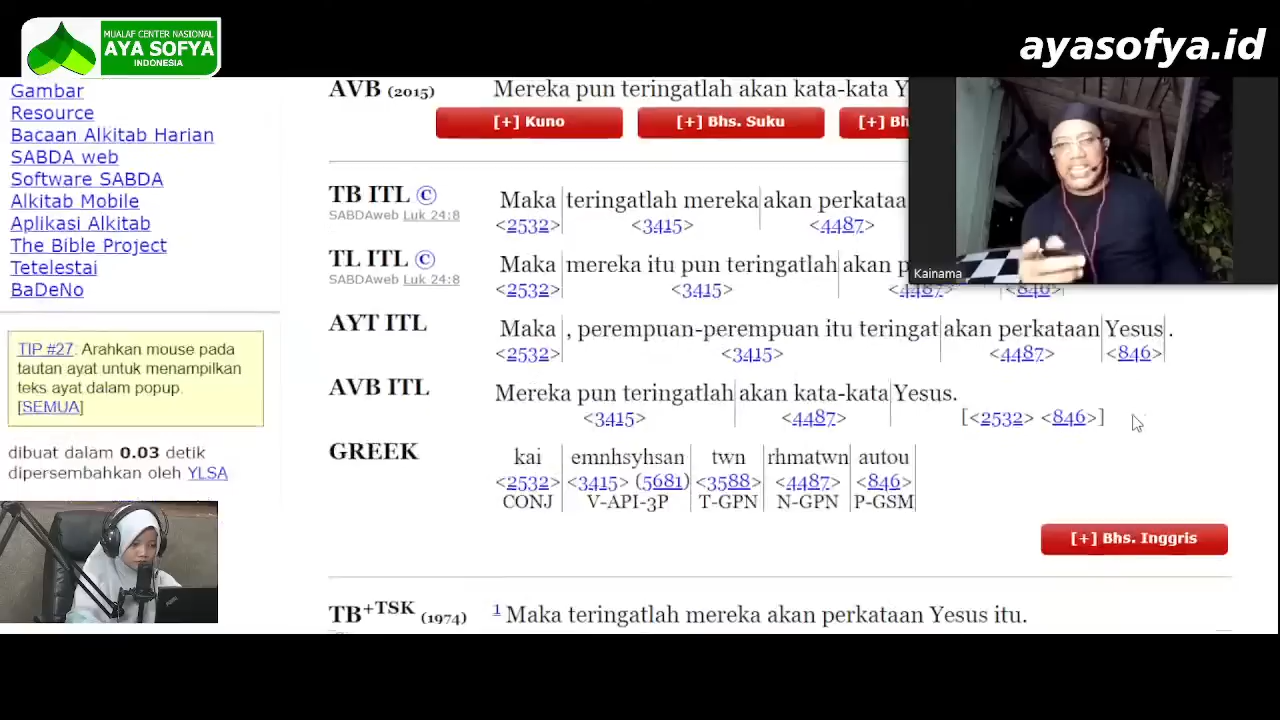 MUALAF CENTER NASIONAL
AYA SOFYA
INDONESIA
ayasofya.id
Gambar
Resource
Bacaan Alkitab Harian
SABDA web
Software SABDA
Alkitab Mobile
Aplikasi Alkitab
The Bible Project
Tetelestai
BaDeNo
TIP #27: Arahkan mouse pada
tautan ayat untuk menampilkan
teks ayat dalam popup.
[SEMUA]
dibuat dalam 0.03 detik
dipersembahkan oleh YLSA
AVB (2015) Mereka pun teringatlah akan kata-kata Y
[+] Kuno [+] Bhs. Suku [+] Bh
TB ITL © Maka teringatlah mereka akan perkataa
SABDAweb Luk 24:8 <2532> <3415> <4487>
TL ITL © Maka mereka itu pun teringatlah akan p
SABDAweb Luk 24:8 <2532> <3415> <4487> <846>
Kainama
AYT ITL Maka , perempuan-perempuan itu teringat akan perkataan Yesus .
<2532> <3415> <4487> <846>
AVB ITL Mereka pun teringatlah akan kata-kata Yesus.
<3415> <4487> [<2532> <846>]
GREEK kai emnhsyhsan twn rhmatwn autou
<2532> <3415> (5681) <3588> <4487> <846>
CONJ V-API-3P T-GPN N-GPN P-GSM
[+] Bhs. Inggris
TB+TSK (1974) 1 Maka teringatlah mereka akan perkataan Yesus itu.